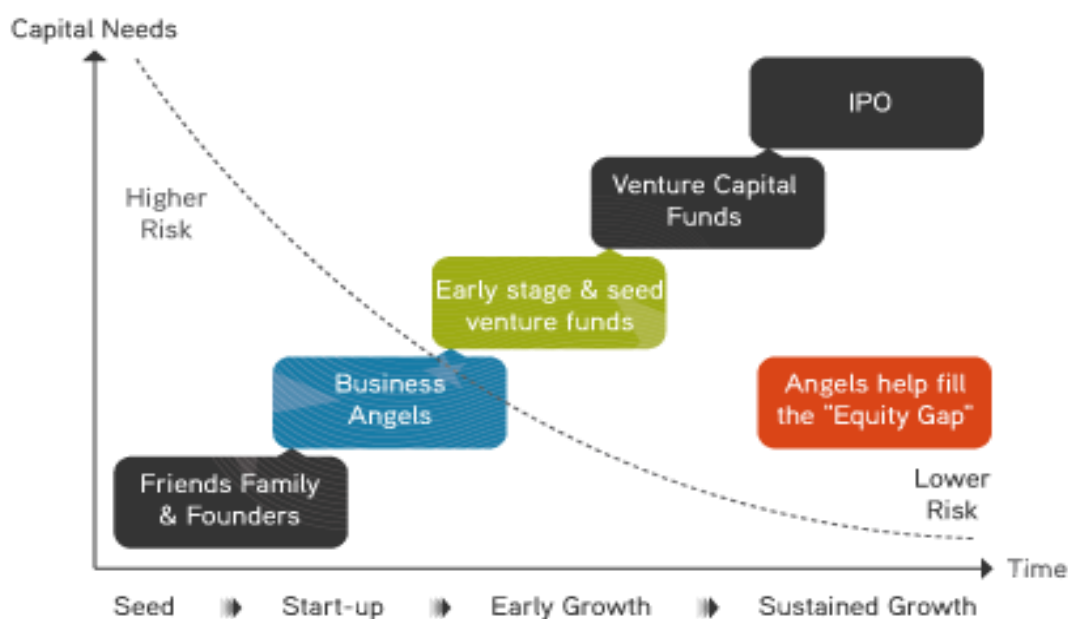 Capital Needs
IPO
Venture Capital
Funds
Higher
Risk
Early stage & seed
venture funds
Business
Angels
Angels help fill
the "Equity Gap"
Friends Family
& Founders
Lower
Risk
Time
Seed Start-up Early Growth Sustained Growth